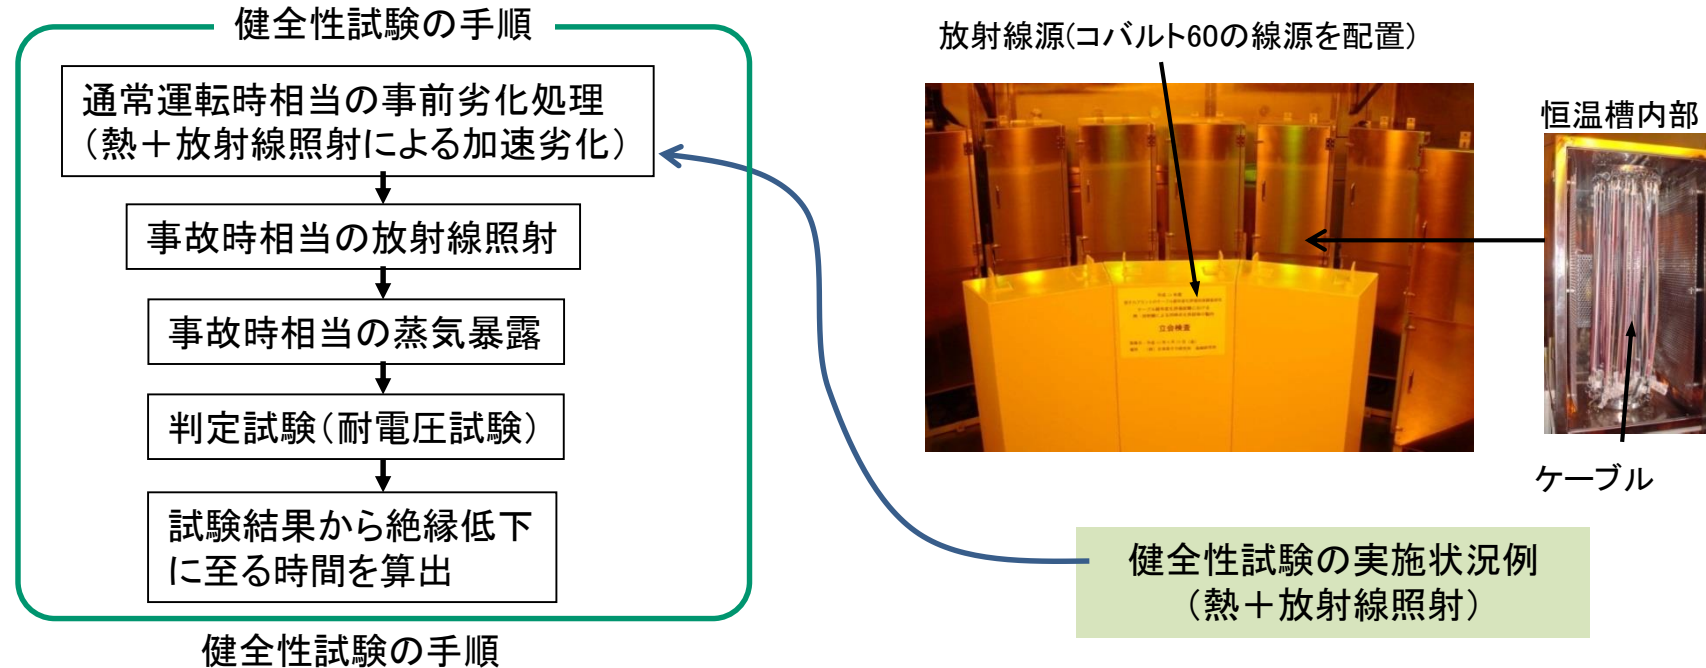 健全性試験の手順
通常運転時相当の事前劣化処理
(熱+放射線照射による加速劣化)
事故時相当の放射線照射
事故時相当の蒸気暴露
判定試験(耐電圧試験)
試験結果から絶縁低下
に至る時間を算出
健全性試験の手順
放射線源(コバルト60の線源を配置)
恒温槽内部
立会検査
ケーブル
健全性試験の実施状況例
(熱+放射線照射)